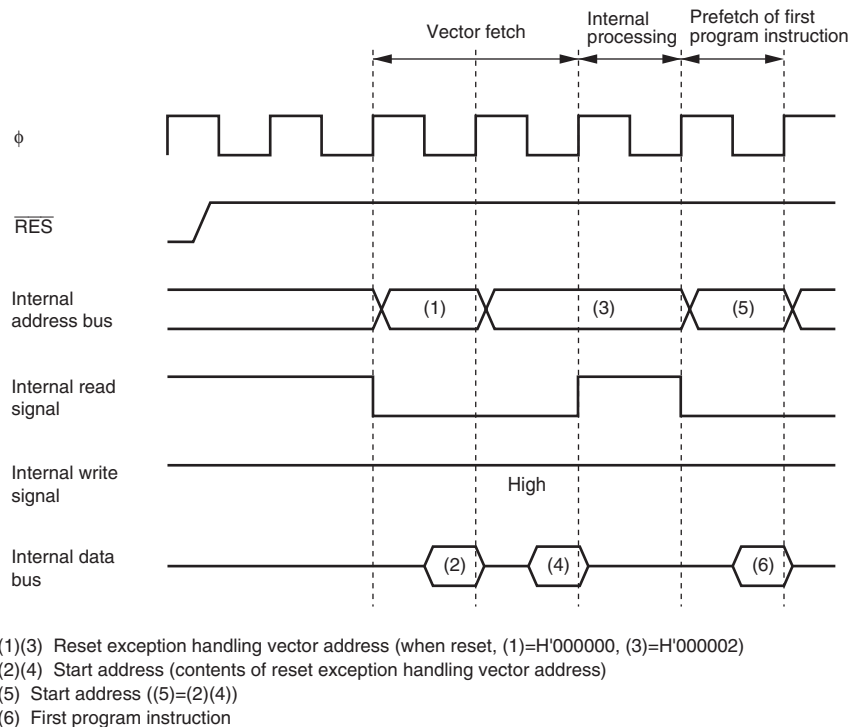 Vector fetch
Internal
processing
Prefetch of first
program instruction
ϕ
RES
Internal
address bus
(1)
(3)
(5)
Internal read
signal
Internal write
signal
High
Internal data
bus
(2)
(4)
(6)
(1)(3) Reset exception handling vector address (when reset, (1)=H'000000, (3)=H'000002)
(2)(4) Start address (contents of reset exception handling vector address)
(5) Start address ((5)=(2)(4))
(6) First program instruction